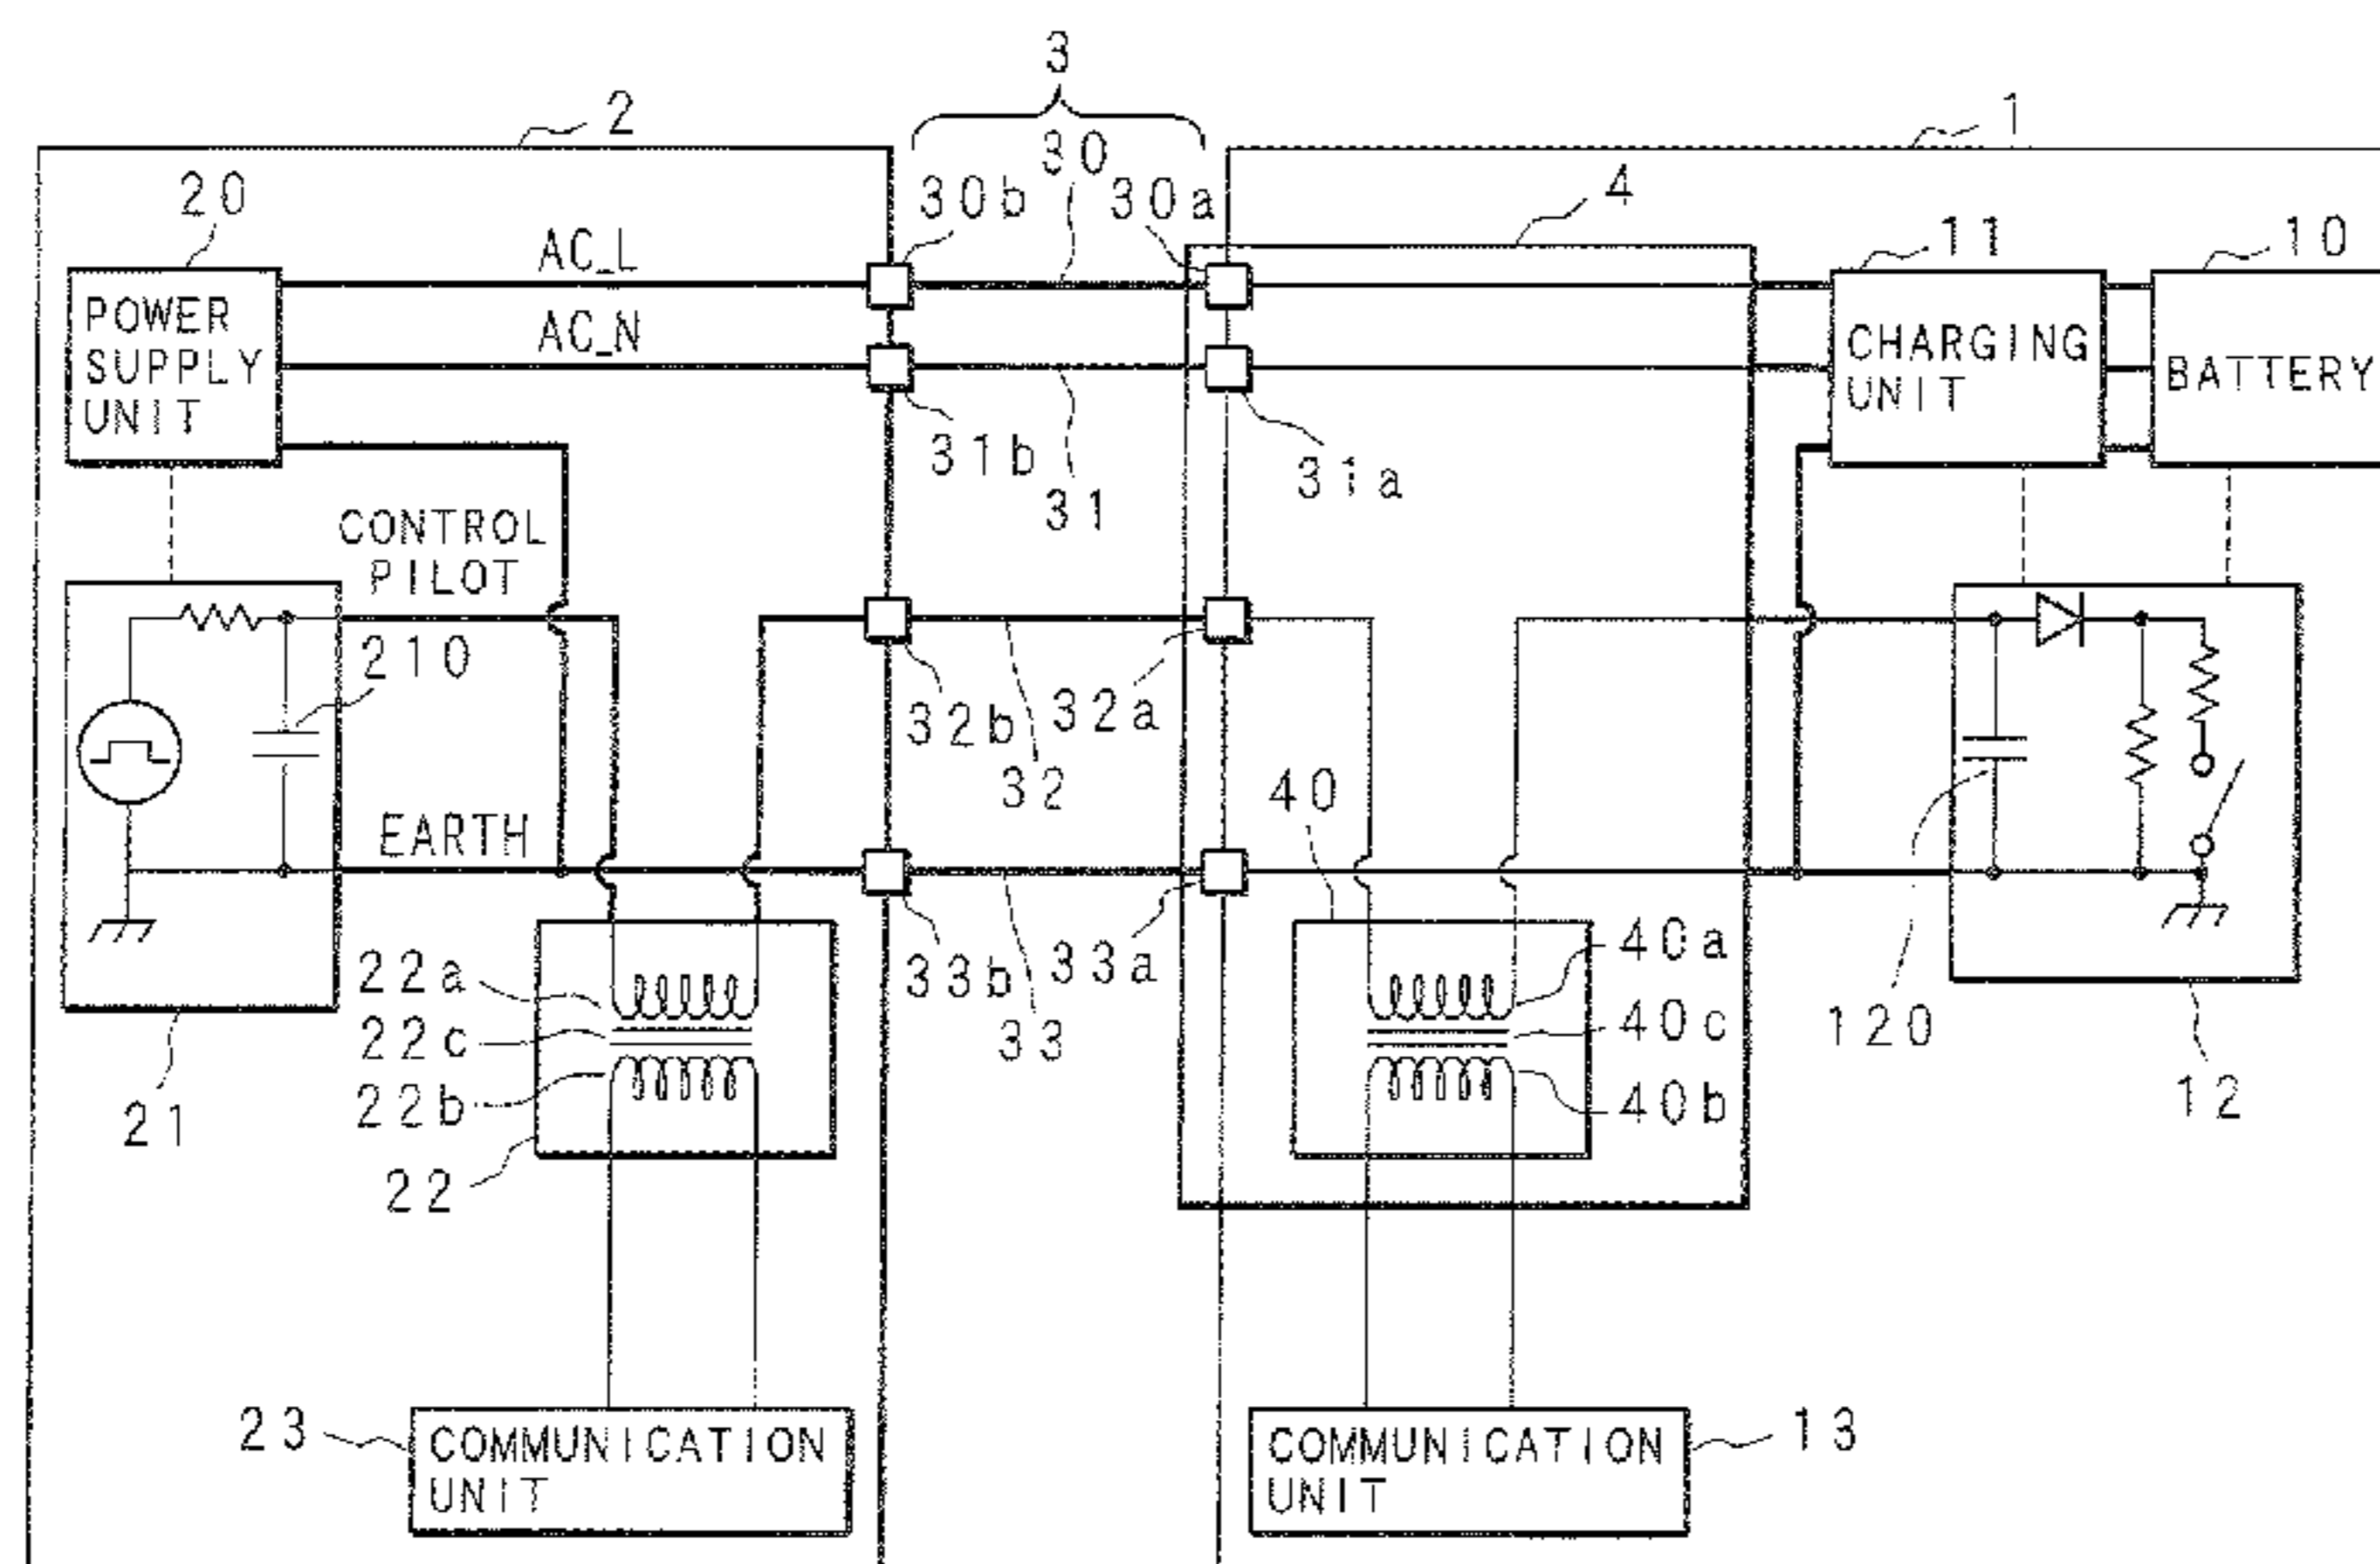 3
2
1
30
20
30b
30a
4
11
10
AC_L
POWER
SUPPLY
UNIT
AC_N
CHARGING
UNIT
BATTERY
31b
31a
31
CONTROL
PILOT
210
32b
32a
32
40
EARTH
22a
33b
33a
40a
22c
33
40c
120
21
22b
40b
12
22
23
COMMUNICATION
UNIT
COMMUNICATION
UNIT
13